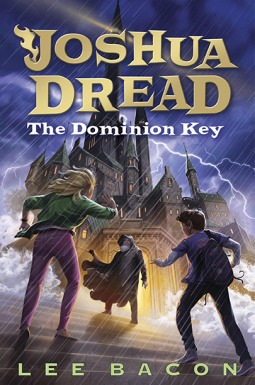 JOSHUA
DREAD
The Dominion Key
LEE BACON